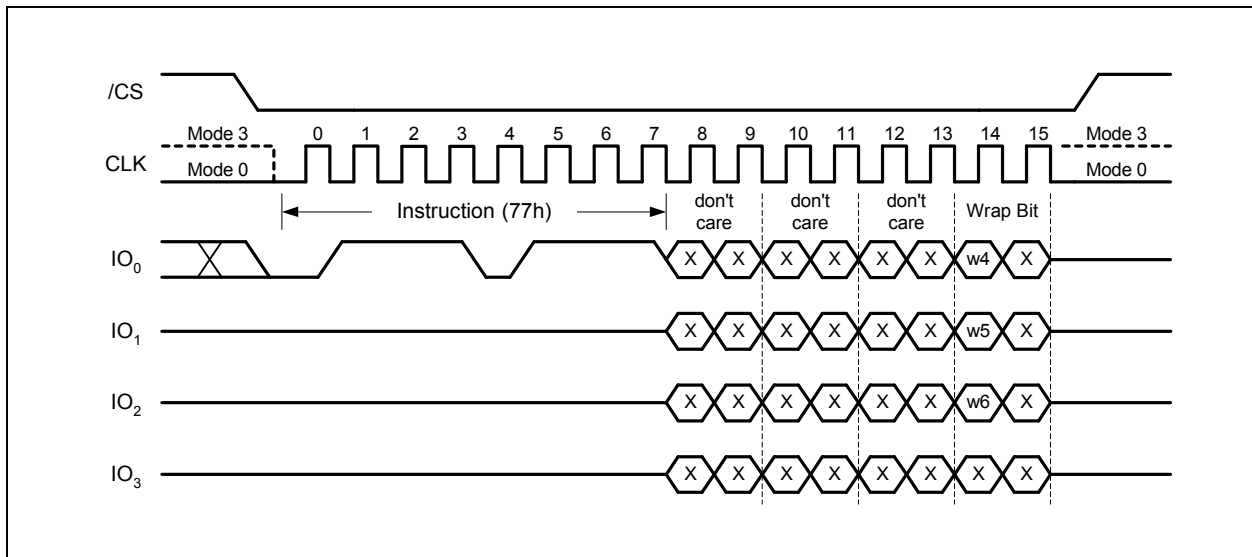 /CS
Mode 3 0 1 2 3 4 5 6 7 8 9 10 11 12 13 14 15 Mode 3
CLK
Mode 0 Mode 0
Instruction (77h) don't care don't care don't care Wrap Bit
IO0 X X X X X X w4 X
IO1 X X X X X X w5 X
IO2 X X X X X X w6 X
IO3 X X X X X X X X